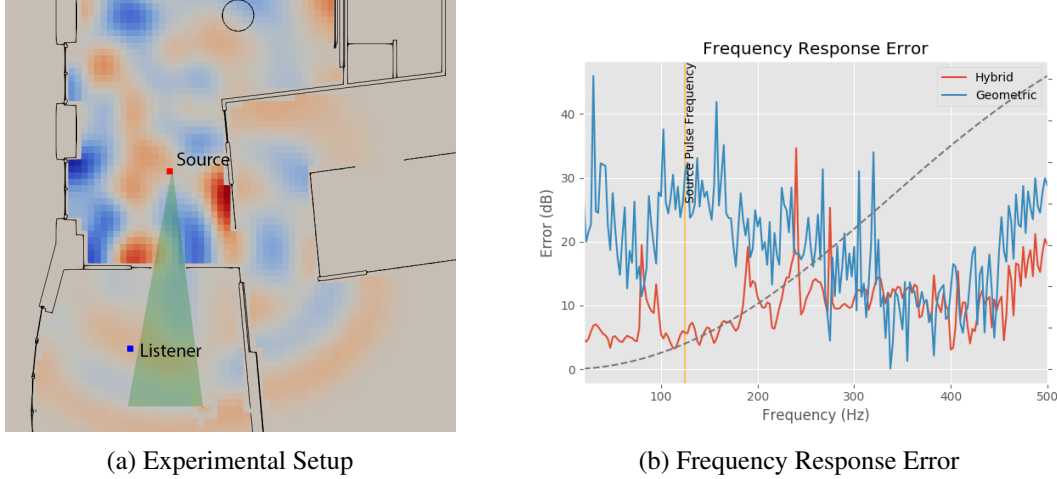 Source
Listener
(a) Experimental Setup
Frequency Response Error
Hybrid
Geometric
Source Pulse Frequency
Error (dB)
40
30
20
10
0
100
200
300
400
500
Frequency (Hz)
(b) Frequency Response Error